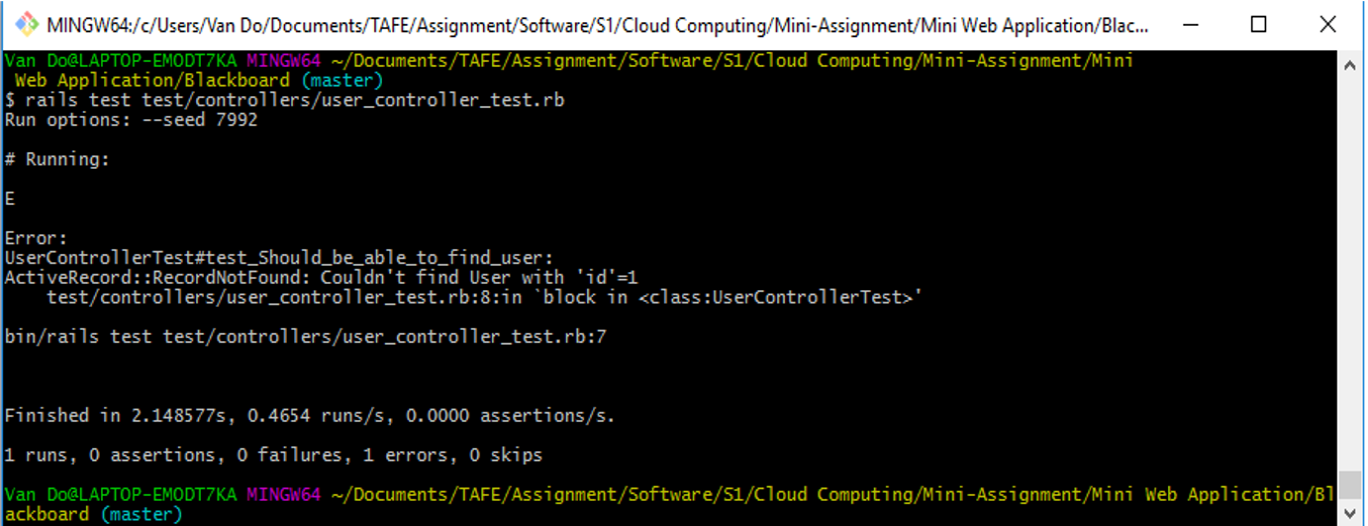 MINGW64:/c/Users/Van Do/Documents/TAFE/Assignment/Software/S1/Cloud Computing/Mini-Assignment/Mini Web Application/Blac...
Van Do@LAPTOP-EMODT7KA MINGW64 ~/Documents/TAFE/Assignment/Software/S1/Cloud Computing/Mini-Assignment/Mini
 Web Application/Blackboard (master)
$ rails test test/controllers/user_controller_test.rb
Run options: --seed 7992
# Running:
E
Error:
UserControllerTest#test_Should_be_able_to_find_user:
ActiveRecord::RecordNotFound: Couldn't find User with 'id'=1
    test/controllers/user_controller_test.rb:8:in `block in <class:UserControllerTest>'
bin/rails test test/controllers/user_controller_test.rb:7
Finished in 2.148577s, 0.4654 runs/s, 0.0000 assertions/s.
1 runs, 0 assertions, 0 failures, 1 errors, 0 skips
Van Do@LAPTOP-EMODT7KA MINGW64 ~/Documents/TAFE/Assignment/Software/S1/Cloud Computing/Mini-Assignment/Mini Web Application/Bl
ackboard (master)